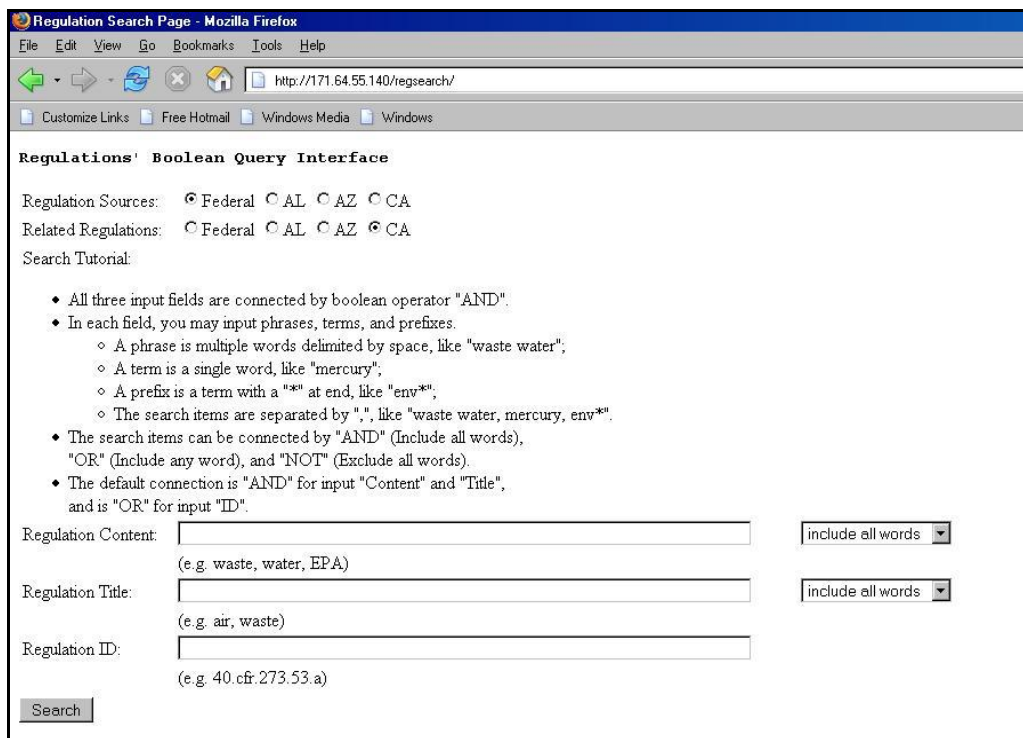 Regulation Search Page - Mozilla Firefox
File Edit View Go Bookmarks Tools Help
http://171.64.55.140/regsearch/
Customize Links Free Hotmail Windows Media Windows
Regulations' Boolean Query Interface
Regulation Sources: Federal AL AZ CA
Related Regulations: Federal AL AZ CA
Search Tutorial:
All three input fields are connected by boolean operator "AND".
In each field, you may input phrases, terms, and prefixes.
A phrase is multiple words delimited by space, like "waste water";
A term is a single word, like "mercury";
A prefix is a term with a "*" at end, like "env*";
The search items are separated by ",", like "waste water, mercury, env*".
The search items can be connected by "AND" (Include all words),
"OR" (Include any word), and "NOT" (Exclude all words).
The default connection is "AND" for input "Content" and "Title",
and is "OR" for input "ID".
Regulation Content: include all words
(e.g. waste, water, EPA)
Regulation Title: include all words
(e.g. air, waste)
Regulation ID:
(e.g. 40.cfr.273.53.a)
Search